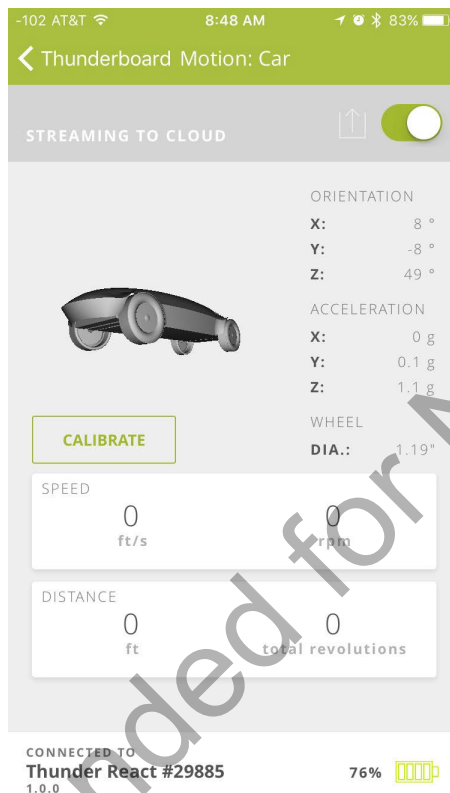 -102 AT&T 8:48 AM 83%
Thunderboard Motion: Car
STREAMING TO CLOUD
ORIENTATION
X: 8 °
Y: -8 °
Z: 49 °
ACCELERATION
X: 0 g
Y: 0.1 g
Z: 1.1 g
WHEEL
DIA.: 1.19"
CALIBRATE
SPEED
0 0
ft/s rpm
DISTANCE
0 0
ft total revolutions
CONNECTED TO
Thunder React #29885
1.0.0
76%
nded for